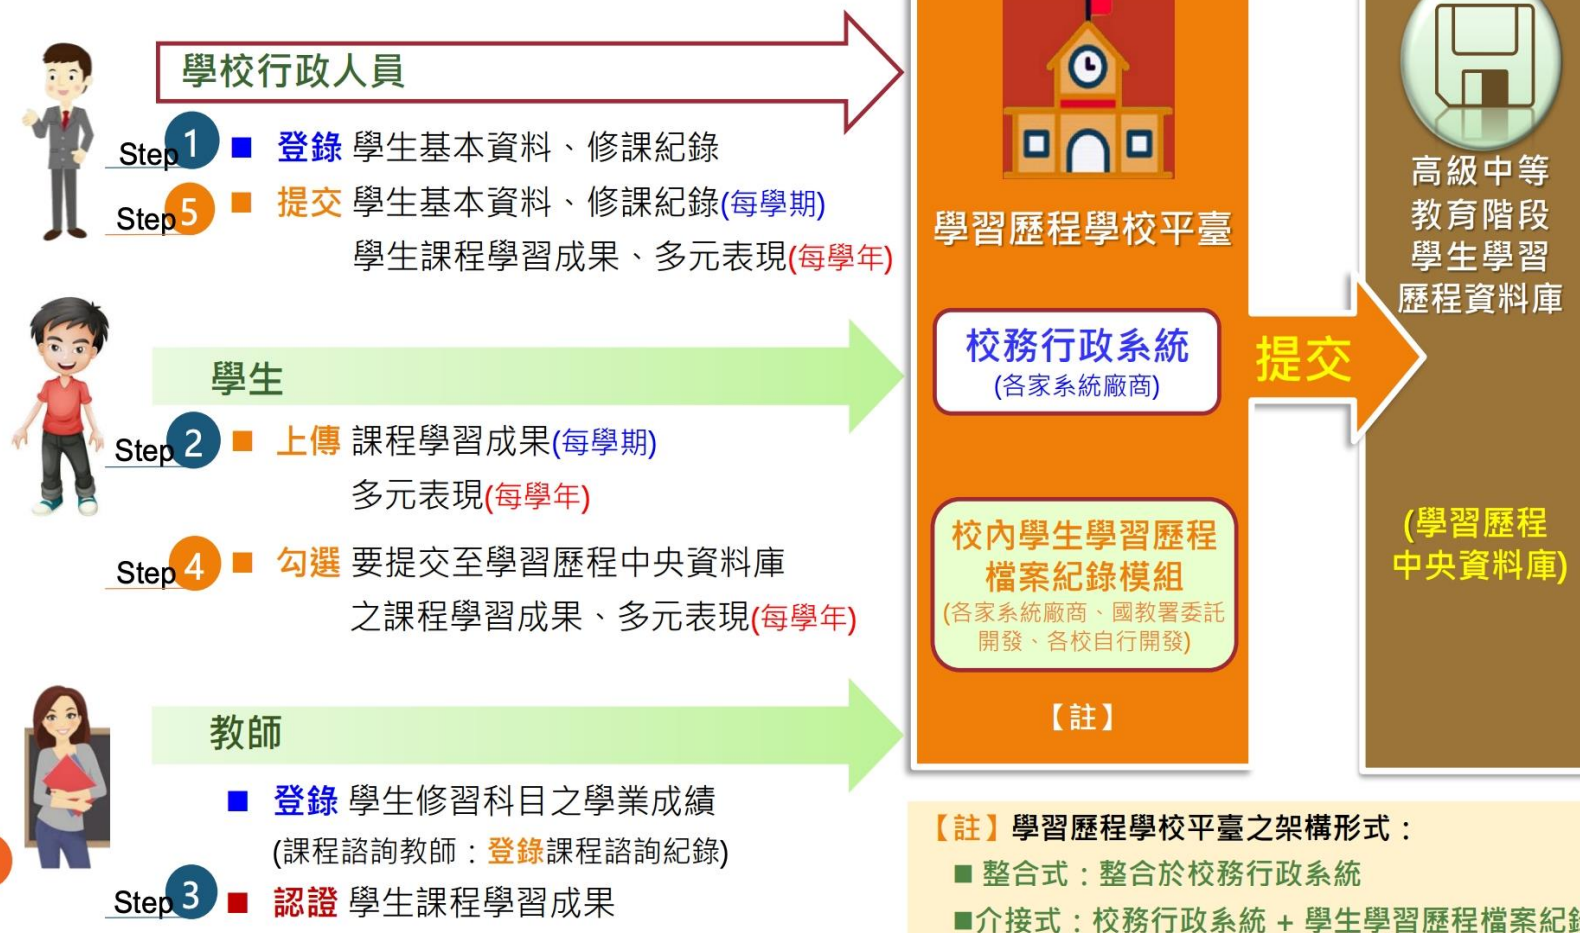 學校行政人員
Step 1 ■ 登錄 學生基本資料、修課紀錄
Step 5 ■ 提交 學生基本資料、修課紀錄(每學期)
學生課程學習成果、多元表現(每學年)
學生
Step 2 ■ 上傳 課程學習成果(每學期)
多元表現(每學年)
Step 4 ■ 勾選 要提交至學習歷程中央資料庫
之課程學習成果、多元表現(每學年)
教師
■ 登錄 學生修習科目之學業成績
(課程諮詢教師：登錄課程諮詢紀錄)
Step 3 ■ 認證 學生課程學習成果
學習歷程學校平臺
校務行政系統
(各家系統廠商)
校內學生學習歷程
檔案紀錄模組
(各家系統廠商、國教署委託
開發、各校自行開發)
【註】
提交
高級中等
教育階段
學生學習
歷程資料庫
(學習歷程
中央資料庫)
【註】學習歷程學校平臺之架構形式：
■ 整合式：整合於校務行政系統
■介接式：校務行政系統 + 學生學習歷程檔案紀錄